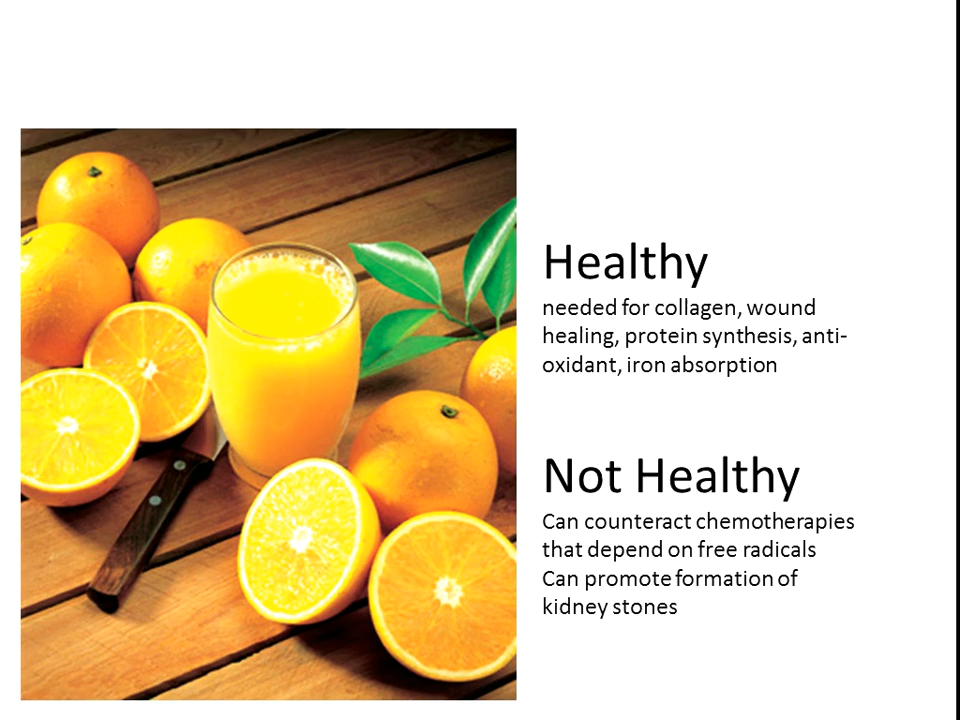 Healthy
needed for collagen, wound
healing, protein synthesis, anti-
oxidant, iron absorption
Not Healthy
Can counteract chemotherapies
that depend on free radicals
Can promote formation of
kidney stones